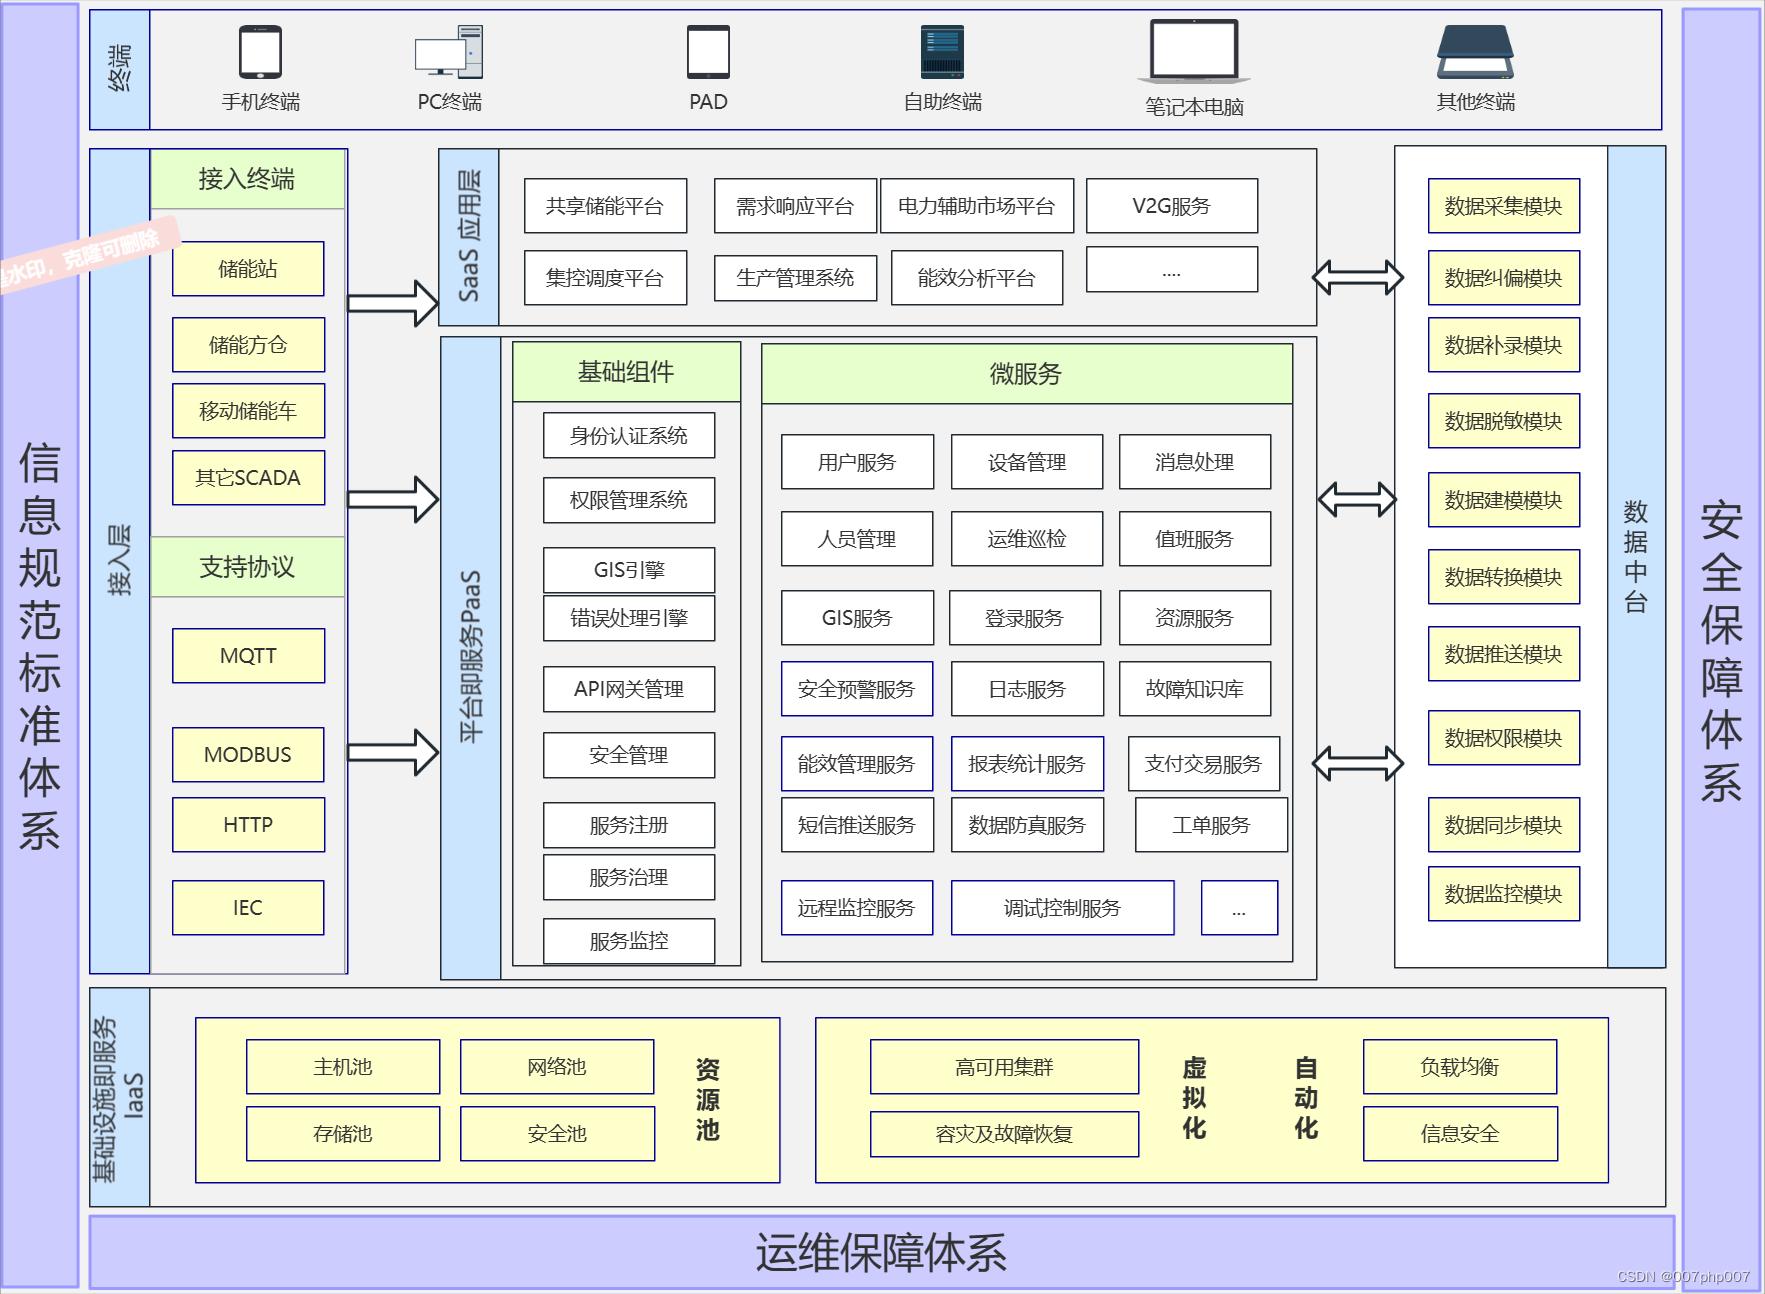 信息规范标准体系
终端
手机终端
PC终端
PAD
自助终端
笔记本电脑
其他终端
接入层
接入终端
储能站
储能方仓
移动储能车
其它SCADA
支持协议
MQTT
MODBUS
HTTP
IEC
水印，克隆可删除
SaaS 应用层
共享储能平台
需求响应平台
电力辅助市场平台
V2G服务
集控调度平台
生产管理系统
能效分析平台
....
平台即服务PaaS
基础组件
身份认证系统
权限管理系统
GIS引擎
错误处理引擎
API网关管理
安全管理
服务注册
服务治理
服务监控
微服务
用户服务
设备管理
消息处理
人员管理
运维巡检
值班服务
GIS服务
登录服务
资源服务
安全预警服务
日志服务
故障知识库
能效管理服务
报表统计服务
支付交易服务
短信推送服务
数据防真服务
工单服务
远程监控服务
调试控制服务
...
数据采集模块
数据纠偏模块
数据补录模块
数据脱敏模块
数据建模模块
数据转换模块
数据推送模块
数据权限模块
数据同步模块
数据监控模块
数据中台
安全保障体系
基础设施即服务
IaaS
主机池
网络池
存储池
安全池
资源池
高可用集群
容灾及故障恢复
虚拟化
自动化
负载均衡
信息安全
运维保障体系
CSDN @007php007